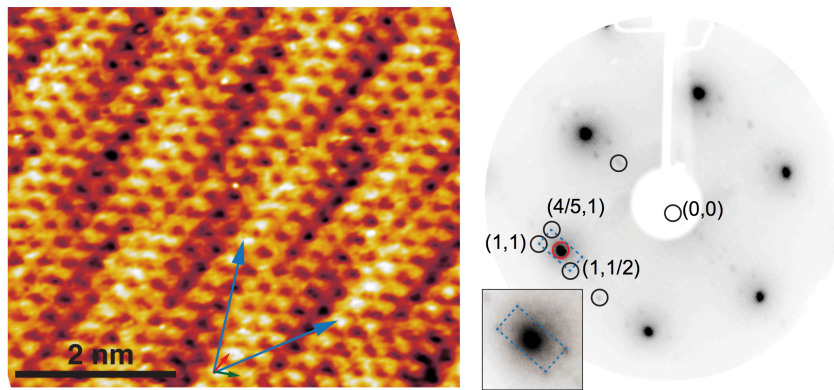 2 nm
(0,0)
(4/5,1)
(1,1)
(1,1/2)